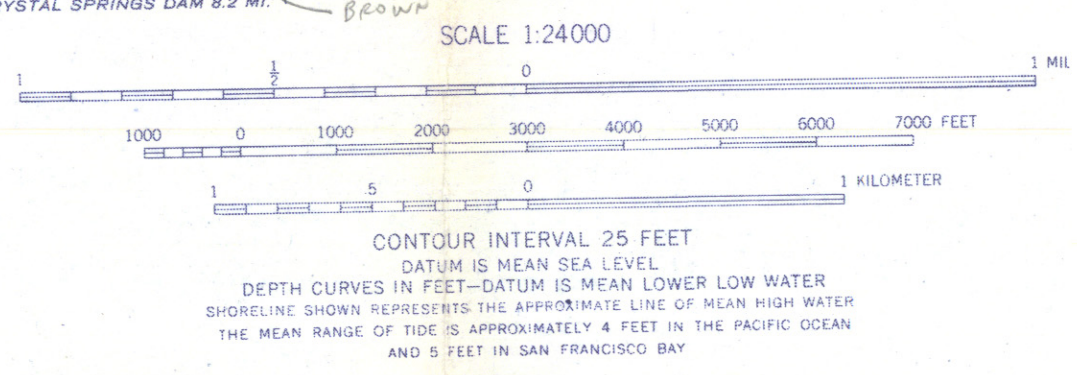 YSTAL SPRINGS DAM 8.2 MI.
BROWN
SCALE 1:24000
1 1/2 0 1 MIL
1000 0 1000 2000 3000 4000 5000 6000 7000 FEET
1 .5 0 1 KILOMETER
CONTOUR INTERVAL 25 FEET
DATUM IS MEAN SEA LEVEL
DEPTH CURVES IN FEET—DATUM IS MEAN LOWER LOW WATER
SHORELINE SHOWN REPRESENTS THE APPROXIMATE LINE OF MEAN HIGH WATER
THE MEAN RANGE OF TIDE IS APPROXIMATELY 4 FEET IN THE PACIFIC OCEAN
AND 5 FEET IN SAN FRANCISCO BAY